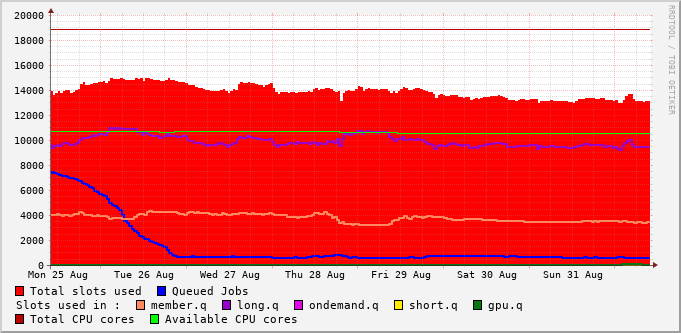 20000
18000
16000
14000
12000
10000
8000
6000
4000
2000
0
Mon 25 Aug Tue 26 Aug Wed 27 Aug Thu 28 Aug Fri 29 Aug Sat 30 Aug Sun 31 Aug
Total slots used Queued Jobs
Slots used in : member.q long.q ondemand.q short.q gpu.q
Total CPU cores Available CPU cores
RRDTOOL / TOBI OETIKER